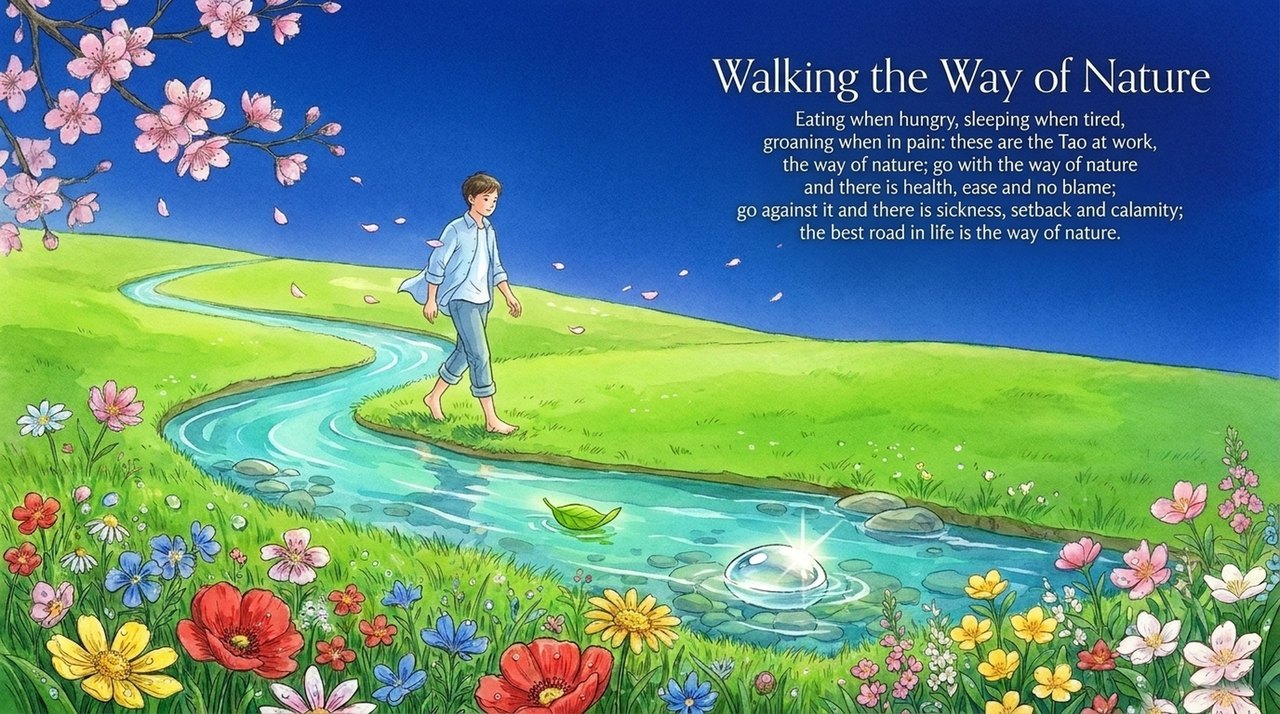 Walking the Way of Nature
Eating when hungry, sleeping when tired,
groaning when in pain: these are the Tao at work,
the way of nature; go with the way of nature
and there is health, ease and no blame;
go against it and there is sickness, setback and calamity;
the best road in life is the way of nature.